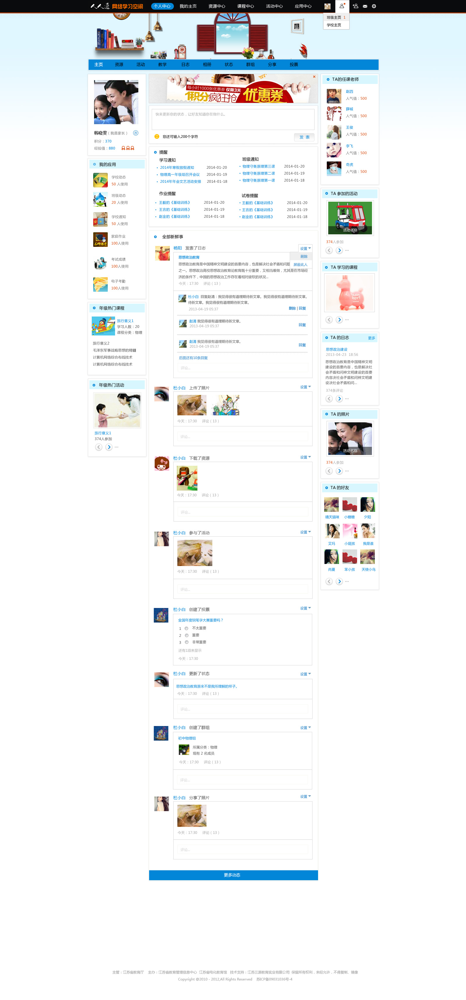 人人通 网络学习空间 个人中心 我的主页 资源中心 课程中心 活动中心 应用中心
班级主页 1
学校主页
主页 资源 活动 教学 日志 相册 状态 群组 分享 投票
韩晓雯 ( 我是家长 ) 改
积分：370
经验值：880
我的应用
学校动态
50 人使用
班级动态
20 人使用
学校通知
50 人使用
家庭作业
100人使用
考试成绩
100人使用
电子考勤
100人使用
年级热门课程
旅行意义1
学习人数：20
课程分类：物理
旅行意义2
毛泽东军事战略思想的精髓
计算机网络综合布线技术
计算机网络综合布线技术
年级热门活动
旅行意义1
374人参加
每小时1000张优惠券 仅限3天
积分疯狂抢 优惠券
快来更新你的状态，让好友知道你在做什么。
您还可输入200个字符
发 表
提醒
学习通知
2014年寒假放假通知 2014-01-20
物理高一年级组召开会议 2014-01-19
2014年年会文艺活动安排 2014-01-18
班级通知
物理守衡原理第三课 2014-01-20
物理守衡原理第二课 2014-01-19
物理守衡原理第一课 2014-01-18
作业提醒
王毅的《基础训练》 2014-01-20
王言的《基础训练》 2014-01-19
赵金的《基础训练》 2014-01-18
试卷提醒
王毅的《基础训练》 2014-01-20
王言的《基础训练》 2014-01-19
赵金的《基础训练》 2014-01-18
全部新鲜事
杨阳 发表了日志 设置
删除
屏蔽此人
思想政治教育
思想政治教育是中国精神文明建设的首要内容，也是解决社会矛盾和问题
之一。思想政治高校思想政治教育论教育既十分重要，又相当难做，尤其是在市场经
济的条件下，中国的思想政治工作存在着相对疲软的状况...
今天：17:30 评论 ( 13 )
杜小白 回复赵清：我觉得很有道理期待新文章。我觉得很有道理期待新文章。
待新文章。我觉得很有道理期待新文章。
2013-04-19 05:37 删除 | 回复
赵清 我觉得很有道理期待新文章。
2013-04-19 05:37 回复
赵清 我觉得很有道理期待新文章。
2013-04-19 05:37 回复
后面还有10条回复
评论...
杜小白 上传了照片 设置
今天：17:30 评论 ( 13 )
评论...
杜小白 下载了资源 设置
今天：17:30 评论 ( 13 )
评论...
杜小白 参与了活动 设置
今天：17:30 评论 ( 13 )
评论...
杜小白 创建了投票 设置
全国年度钢笔字大赛重要吗？
1 不太重要
2 重要
3 非常重要
还有1项未显示
今天：17:30
杜小白 更新了状态 设置
思想政治教育原来不是我所理解的样子。
今天：17:30 评论 ( 13 )
评论...
杜小白 创建了群组 设置
初中物理组
所属分类：物理
现有 2 名成员
今天：17:30 评论 ( 13 )
评论...
杜小白 分享了照片 设置
今天：17:30 评论 ( 13 )
评论...
更多动态
TA的任课老师
赵四
人气值：500
薛城
人气值：500
王俊
人气值：500
李飞
人气值：500
奇虎
人气值：500
TA 参加的活动
活动名称
374人参加
TA 学习的课程
TA 的日志 更多
思想政治建设
2013-04-23 18:56
思想政治教育是中国精神文明
建设的首要内容，也是解决社
会矛盾和问神文明建设的首要
内容决社会矛盾和问神文明建
设决社会矛盾和问...
374条评论
TA 的照片
活动名称
374人参加
TA 的好友
晴天猫咪 小糖糖 夕阳
艾玛 小屁孩 我是谁
尚夏 笨小孩 天使小鸟
主管：江苏省教育厅 主办：江苏省教育管理信息中心 江苏省电化教育馆 技术支持：江苏三源教育实业有限公司 保留所有权利，未经允许，不得复制、镜像
Copyright @2010 - 2012,All Rights Reserved 苏ICP备09031036号-4